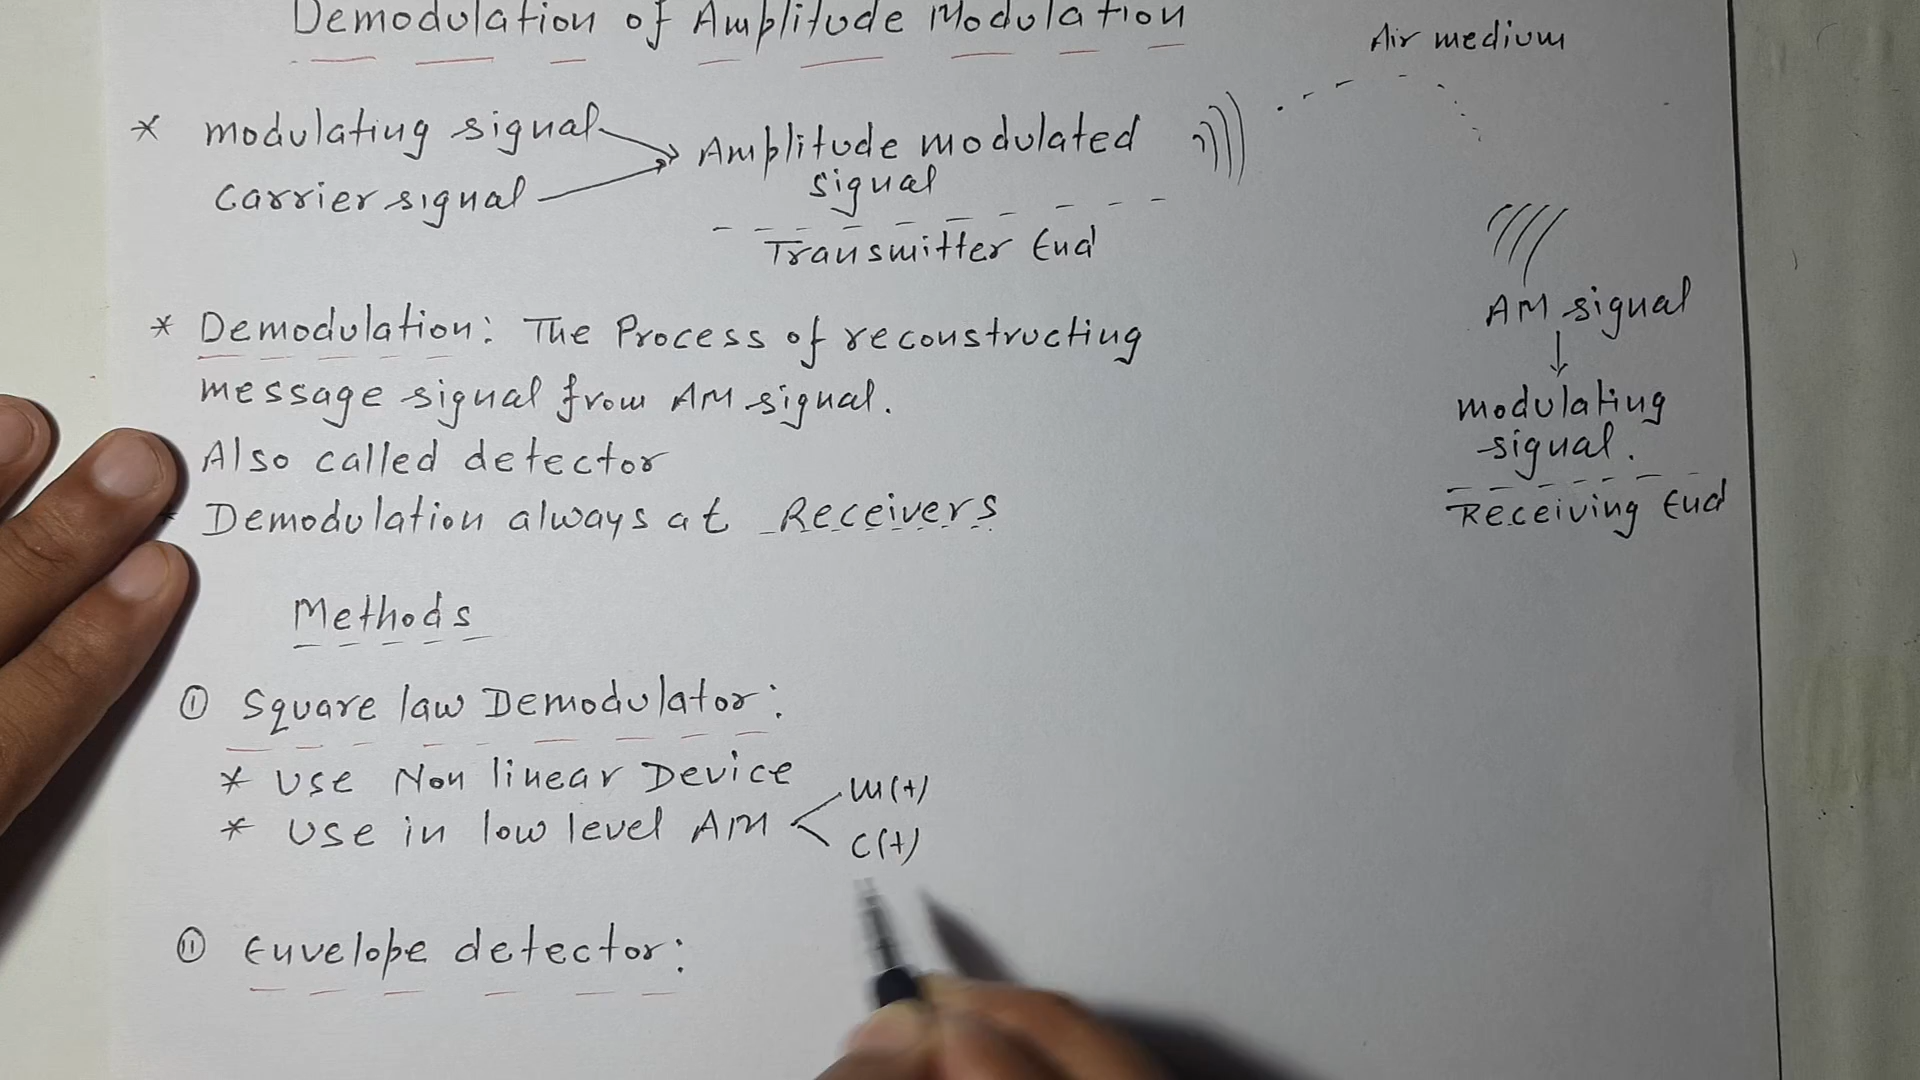 Demodulation of Amplitude Modulation
Air medium
* modulating signal
carrier signal
Amplitude modulated
signal
Transmitter End
AM signal
modulating
signal.
Receiving End
* Demodulation: The Process of reconstructing
message signal from AM signal.
Also called detector
* Demodulation always at Receivers
Methods
(I) Square law Demodulator:
* Use Non linear Device
* Use in low level AM
m(t)
c(t)
(II) Envelope detector: